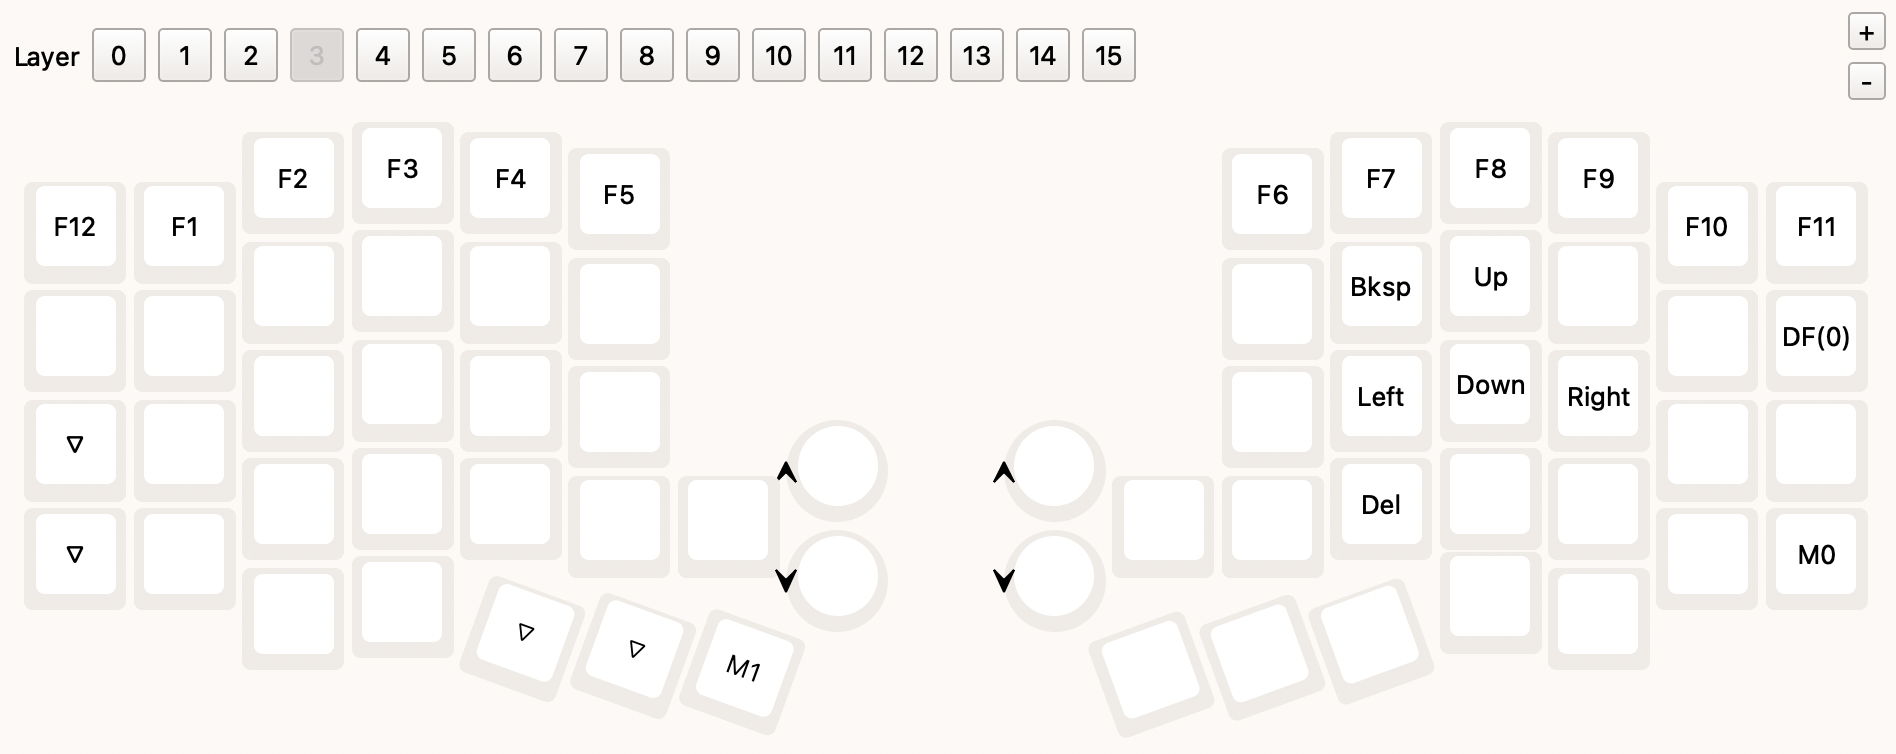 Layer 0 1 2 3 4 5 6 7 8 9 10 11 12 13 14 15
+
-
F12 F1 F2 F3 F4 F5 F6 F7 F8 F9 F10 F11
Bksp Up DF(0)
▽ Left Down Right
▽ Del M0
▽ ▽ M1